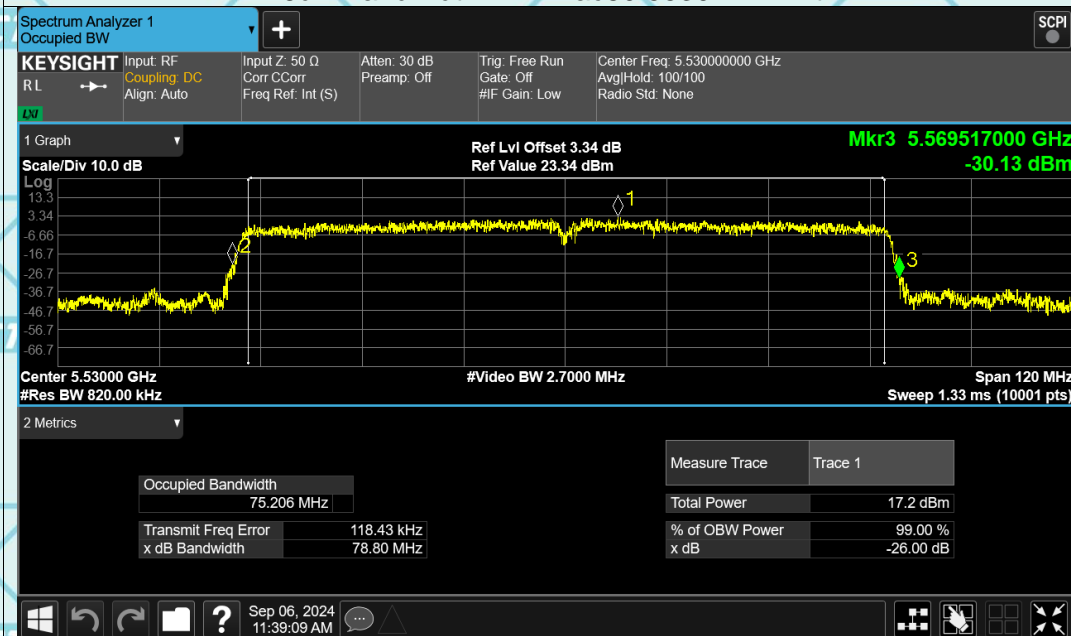 Spectrum Analyzer 1
Occupied BW
+
SCPI
KEYSIGHT
RL
LXI
Input: RF
Coupling: DC
Align: Auto
Input Z: 50 Ω
Corr CCorr
Freq Ref: Int (S)
Atten: 30 dB
Preamp: Off
Trig: Free Run
Gate: Off
#IF Gain: Low
Center Freq: 5.530000000 GHz
Avg|Hold: 100/100
Radio Std: None
1 Graph
Scale/Div 10.0 dB
Ref Lvl Offset 3.34 dB
Ref Value 23.34 dBm
Mkr3 5.569517000 GHz
-30.13 dBm
Log
13.3
3.34
-6.66
-16.7
-26.7
-36.7
-46.7
-56.7
-66.7
1
2
3
Center 5.53000 GHz
#Video BW 2.7000 MHz
Span 120 MHz
#Res BW 820.00 kHz
Sweep 1.33 ms (10001 pts)
2 Metrics
Occupied Bandwidth
75.206 MHz
Transmit Freq Error 118.43 kHz
x dB Bandwidth 78.80 MHz
Measure Trace Trace 1
Total Power 17.2 dBm
% of OBW Power 99.00 %
x dB -26.00 dB
?
Sep 06, 2024
11:39:09 AM